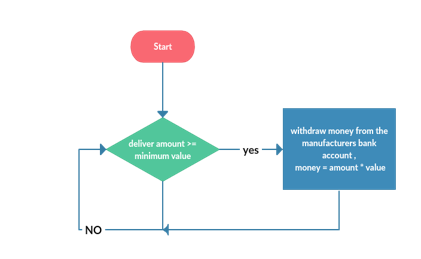 Start
deliver amount >=
minimum value
yes
withdraw money from the
manufacturers bank
account ,
money = amount * value
NO